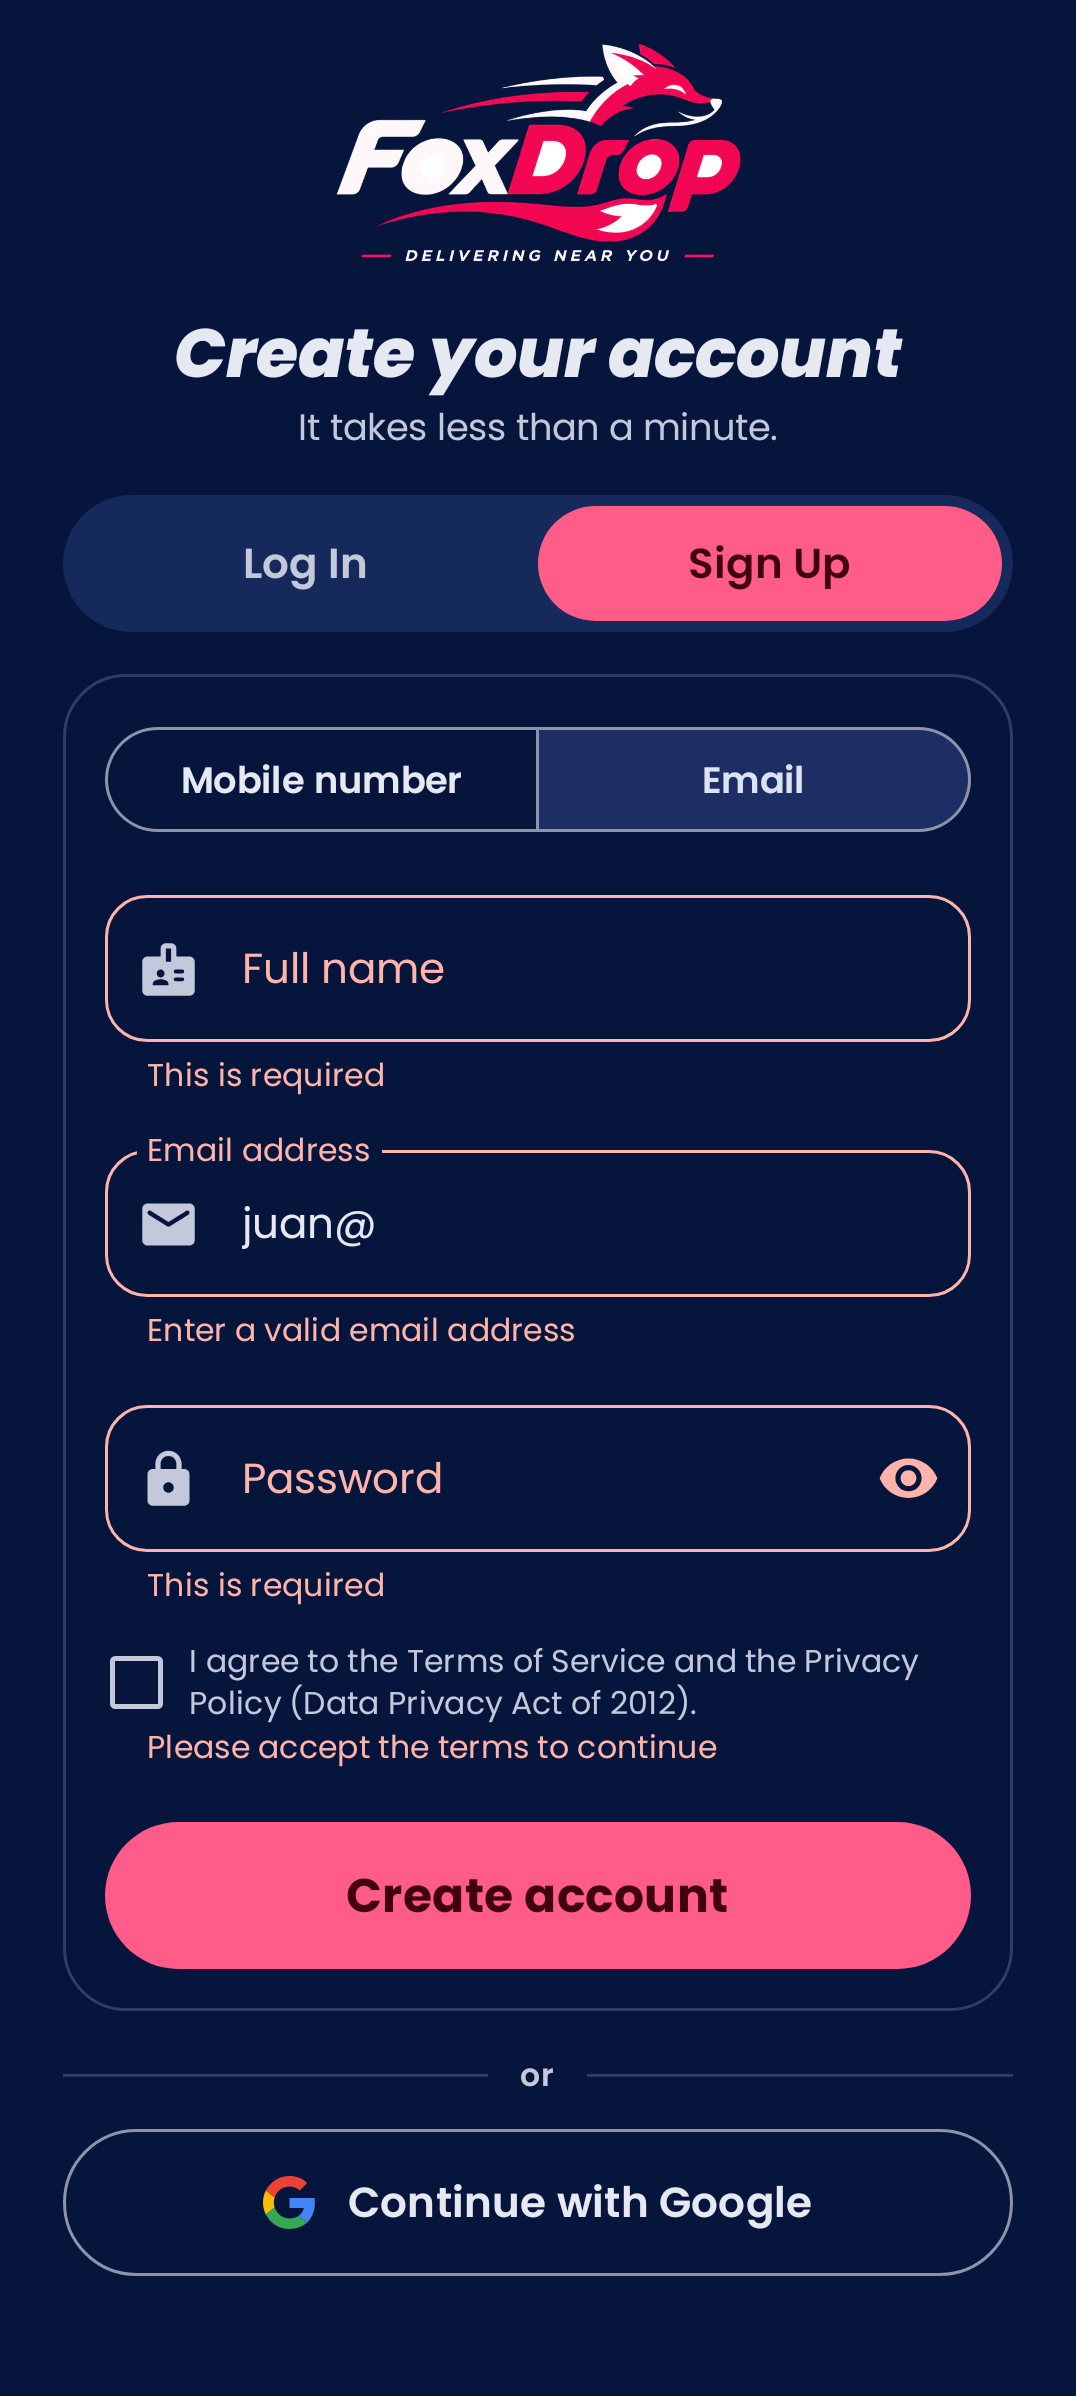 FoxDrop
DELIVERING NEAR YOU
Create your account
It takes less than a minute.
Log In
Sign Up
Mobile number
Email
Full name
This is required
Email address
juan@
Enter a valid email address
Password
This is required
I agree to the Terms of Service and the Privacy
Policy (Data Privacy Act of 2012).
Please accept the terms to continue
Create account
or
Continue with Google